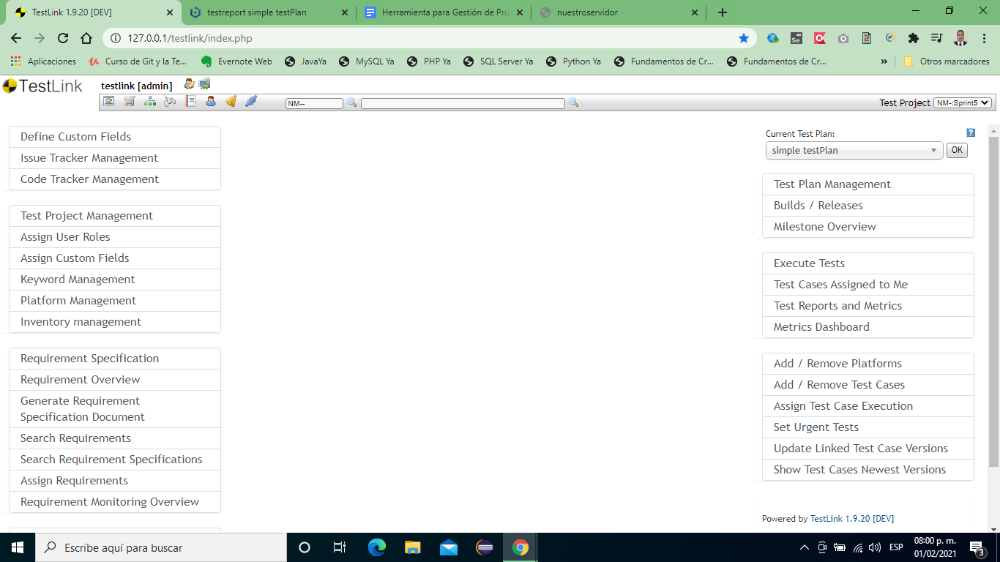 TestLink 1.9.20 [DEV]
testreport simple testPlan
Herramienta para Gestión de Pru
nuestroservidor
127.0.0.1/testlink/index.php
Aplicaciones
Curso de Git y la Te...
Evernote Web
JavaYa
MySQL Ya
PHP Ya
SQL Server Ya
Python Ya
Fundamentos de Cr...
Fundamentos de Cr...
»
Otros marcadores
TestLink
testlink [admin]
NM--
Test Project
NM-:Sprint5
Define Custom Fields
Issue Tracker Management
Code Tracker Management
Test Project Management
Assign User Roles
Assign Custom Fields
Keyword Management
Platform Management
Inventory management
Requirement Specification
Requirement Overview
Generate Requirement
Specification Document
Search Requirements
Search Requirement Specifications
Assign Requirements
Requirement Monitoring Overview
Current Test Plan:
?
simple testPlan
OK
Test Plan Management
Builds / Releases
Milestone Overview
Execute Tests
Test Cases Assigned to Me
Test Reports and Metrics
Metrics Dashboard
Add / Remove Platforms
Add / Remove Test Cases
Assign Test Case Execution
Set Urgent Tests
Update Linked Test Case Versions
Show Test Cases Newest Versions
Powered by TestLink 1.9.20 [DEV]
Escribe aquí para buscar
ESP
08:00 p. m.
01/02/2021
3